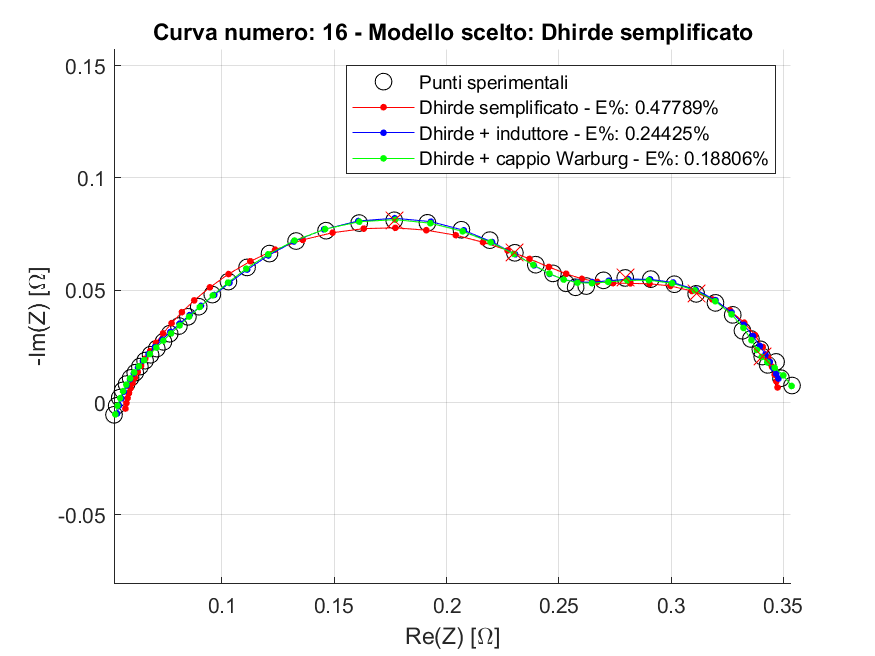 Curva numero: 16 - Modello scelto: Dhirde semplificato
Punti sperimentali
Dhirde semplificato - E%: 0.47789%
Dhirde + induttore - E%: 0.24425%
Dhirde + cappio Warburg - E%: 0.18806%
0.15
0.1
0.05
0
-0.05
-Im(Z) [Ω]
0.1 0.15 0.2 0.25 0.3 0.35
Re(Z) [Ω]